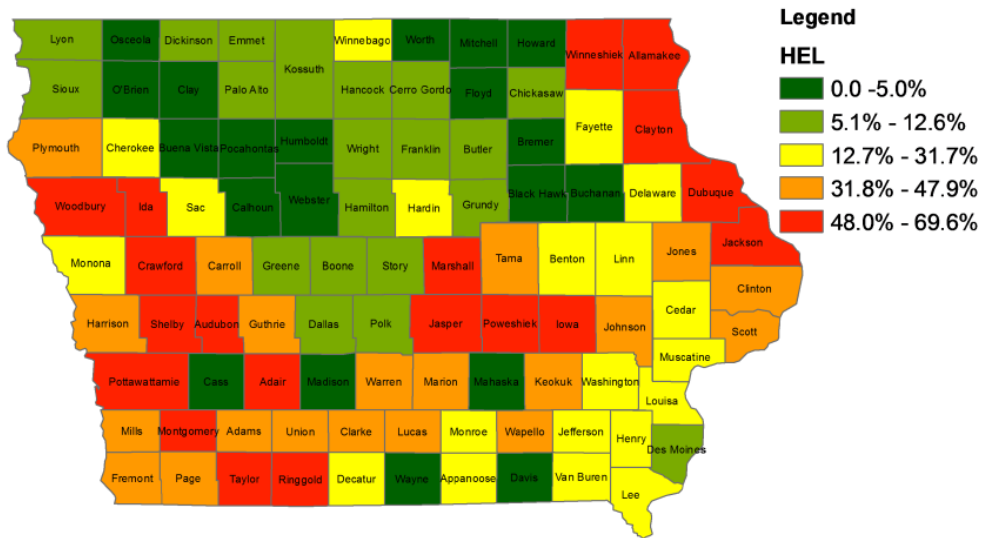 Legend
HEL
0.0 -5.0%
5.1% - 12.6%
12.7% - 31.7%
31.8% - 47.9%
48.0% - 69.6%
Lyon Osceola Dickinson Emmet Kossuth Winnebago Worth Mitchell Howard Winneshiek Allamakee
Sioux O'Brien Clay Palo Alto Hancock Cerro Gordo Floyd Chickasaw
Fayette Clayton
Plymouth Cherokee Buena Vista Pocahontas Humboldt Wright Franklin Butler Bremer
Woodbury Ida Sac Calhoun Webster Hamilton Hardin Grundy Black Hawk Buchanan Delaware Dubuque
Monona Crawford Carroll Greene Boone Story Marshall Tama Benton Linn Jones Jackson
Clinton
Harrison Shelby Audubon Guthrie Dallas Polk Jasper Poweshiek Iowa Johnson Cedar Scott
Muscatine
Pottawattamie Cass Adair Madison Warren Marion Mahaska Keokuk Washington
Louisa
Mills Montgomery Adams Union Clarke Lucas Monroe Wapello Jefferson Henry Des Moines
Fremont Page Taylor Ringgold Decatur Wayne Appanoose Davis Van Buren
Lee